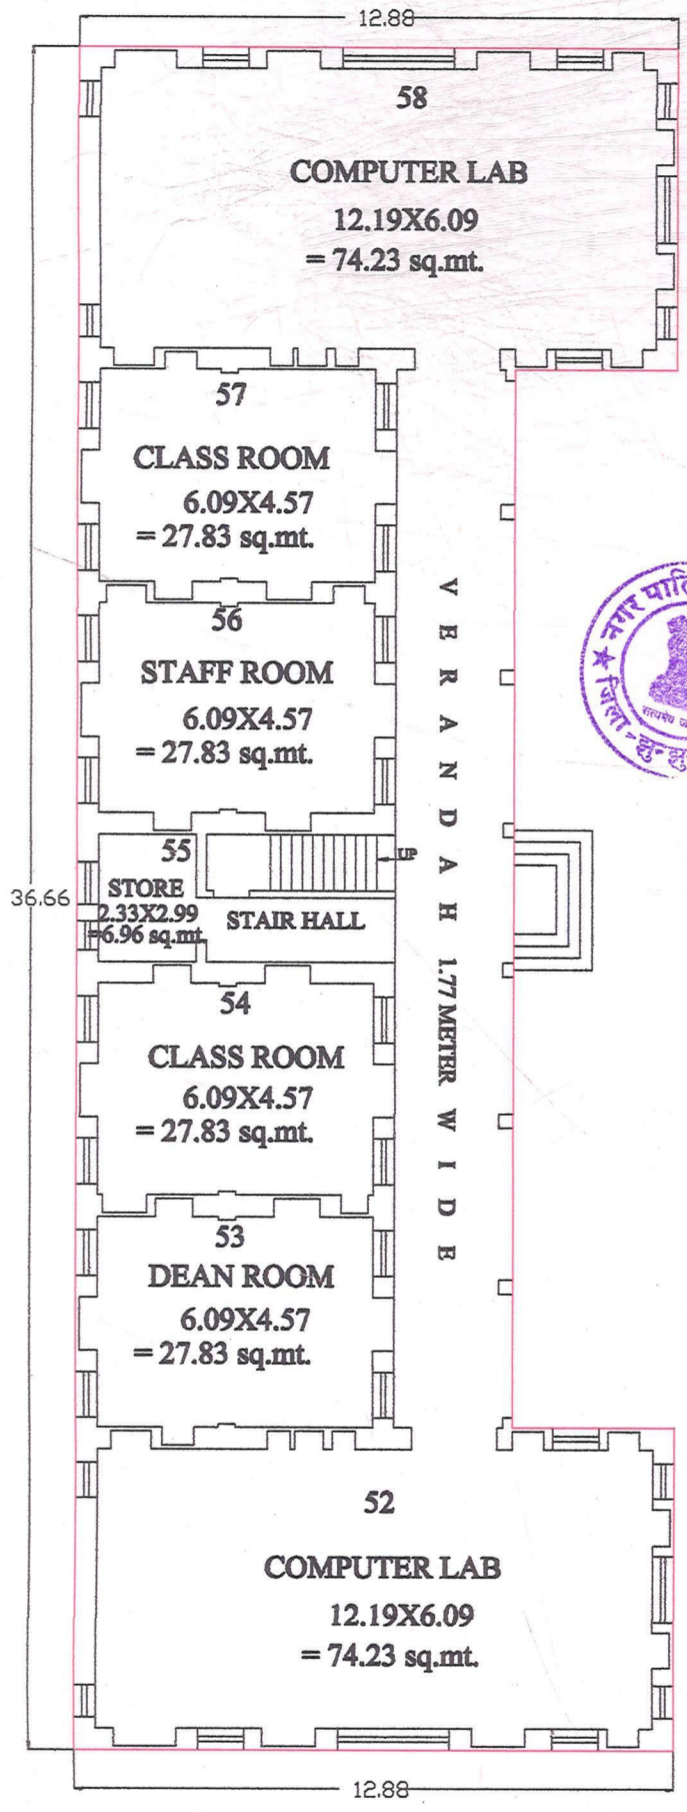 12.88
58
COMPUTER LAB
12.19X6.09
= 74.23 sq.mt.
57
CLASS ROOM
6.09X4.57
= 27.83 sq.mt.
56
STAFF ROOM
6.09X4.57
= 27.83 sq.mt.
VERANDAH 1.77 METER WIDE
नगर पालि
जिला - झु
36.66
55
STORE
2.33X2.99
=6.96 sq.mt.
UP
STAIR HALL
54
CLASS ROOM
6.09X4.57
= 27.83 sq.mt.
53
DEAN ROOM
6.09X4.57
= 27.83 sq.mt.
52
COMPUTER LAB
12.19X6.09
= 74.23 sq.mt.
12.88